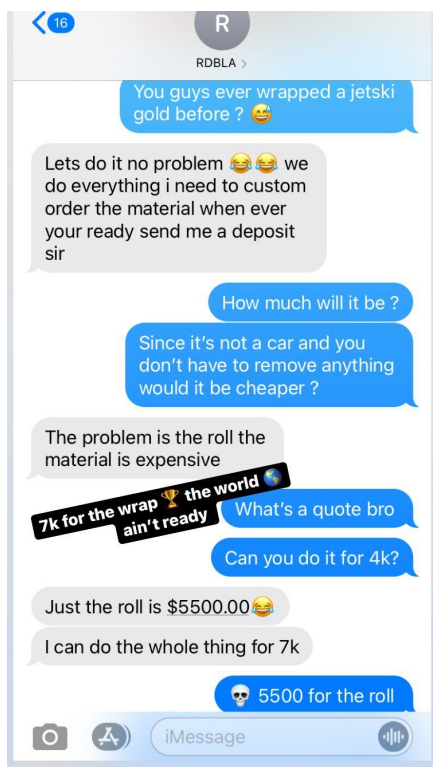 16
R
RDBLA >
You guys ever wrapped a jetski
gold before ? 😅
Lets do it no problem 😂😂 we
do everything i need to custom
order the material when ever
your ready send me a deposit
sir
How much will it be ?
Since it's not a car and you
don't have to remove anything
would it be cheaper ?
The problem is the roll the
material is expensive
7k for the wrap 🏆 the world 🌎
ain't ready
What's a quote bro
Can you do it for 4k?
Just the roll is $5500.00😂
I can do the whole thing for 7k
💀 5500 for the roll
iMessage